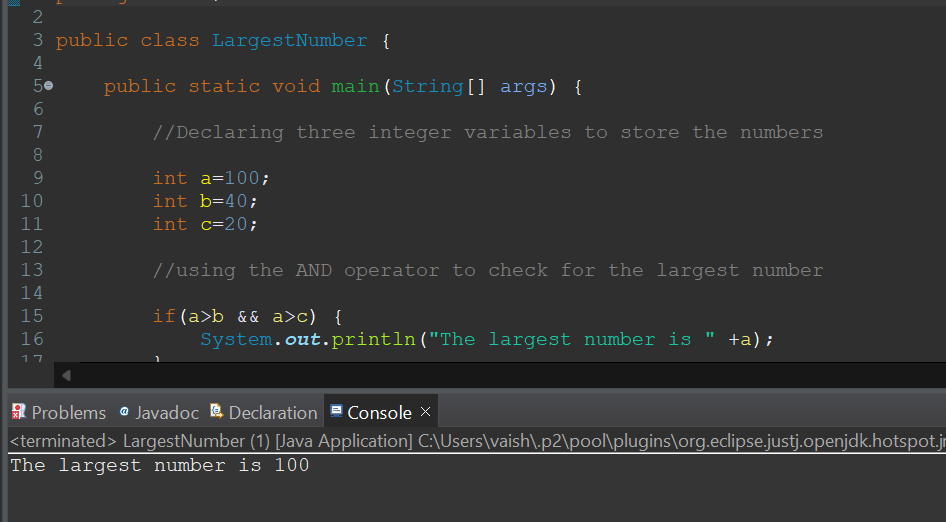 2
3 public class LargestNumber {
4
5 public static void main(String[] args) {
6
7 //Declaring three integer variables to store the numbers
8
9 int a=100;
10 int b=40;
11 int c=20;
12
13 //using the AND operator to check for the largest number
14
15 if(a>b && a>c) {
16 System.out.println("The largest number is " +a);
17 }
Problems Javadoc Declaration Console
<terminated> LargestNumber (1) [Java Application] C:\Users\vaish\.p2\pool\plugins\org.eclipse.justj.openjdk.hotspot.jr
The largest number is 100